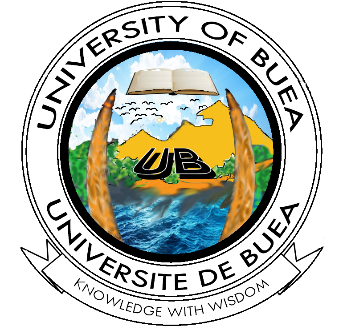 UNIVERSITY OF BUEA
UB
UNIVERSITE DE BUEA
KNOWLEDGE WITH WISDOM